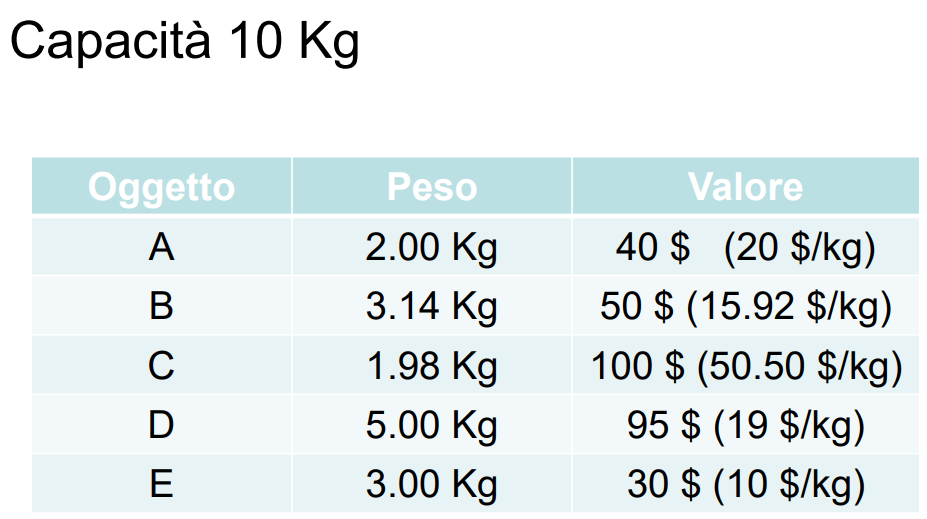 Capacità 10 Kg
Oggetto Peso Valore
A 2.00 Kg 40 $ (20 $/kg)
B 3.14 Kg 50 $ (15.92 $/kg)
C 1.98 Kg 100 $ (50.50 $/kg)
D 5.00 Kg 95 $ (19 $/kg)
E 3.00 Kg 30 $ (10 $/kg)